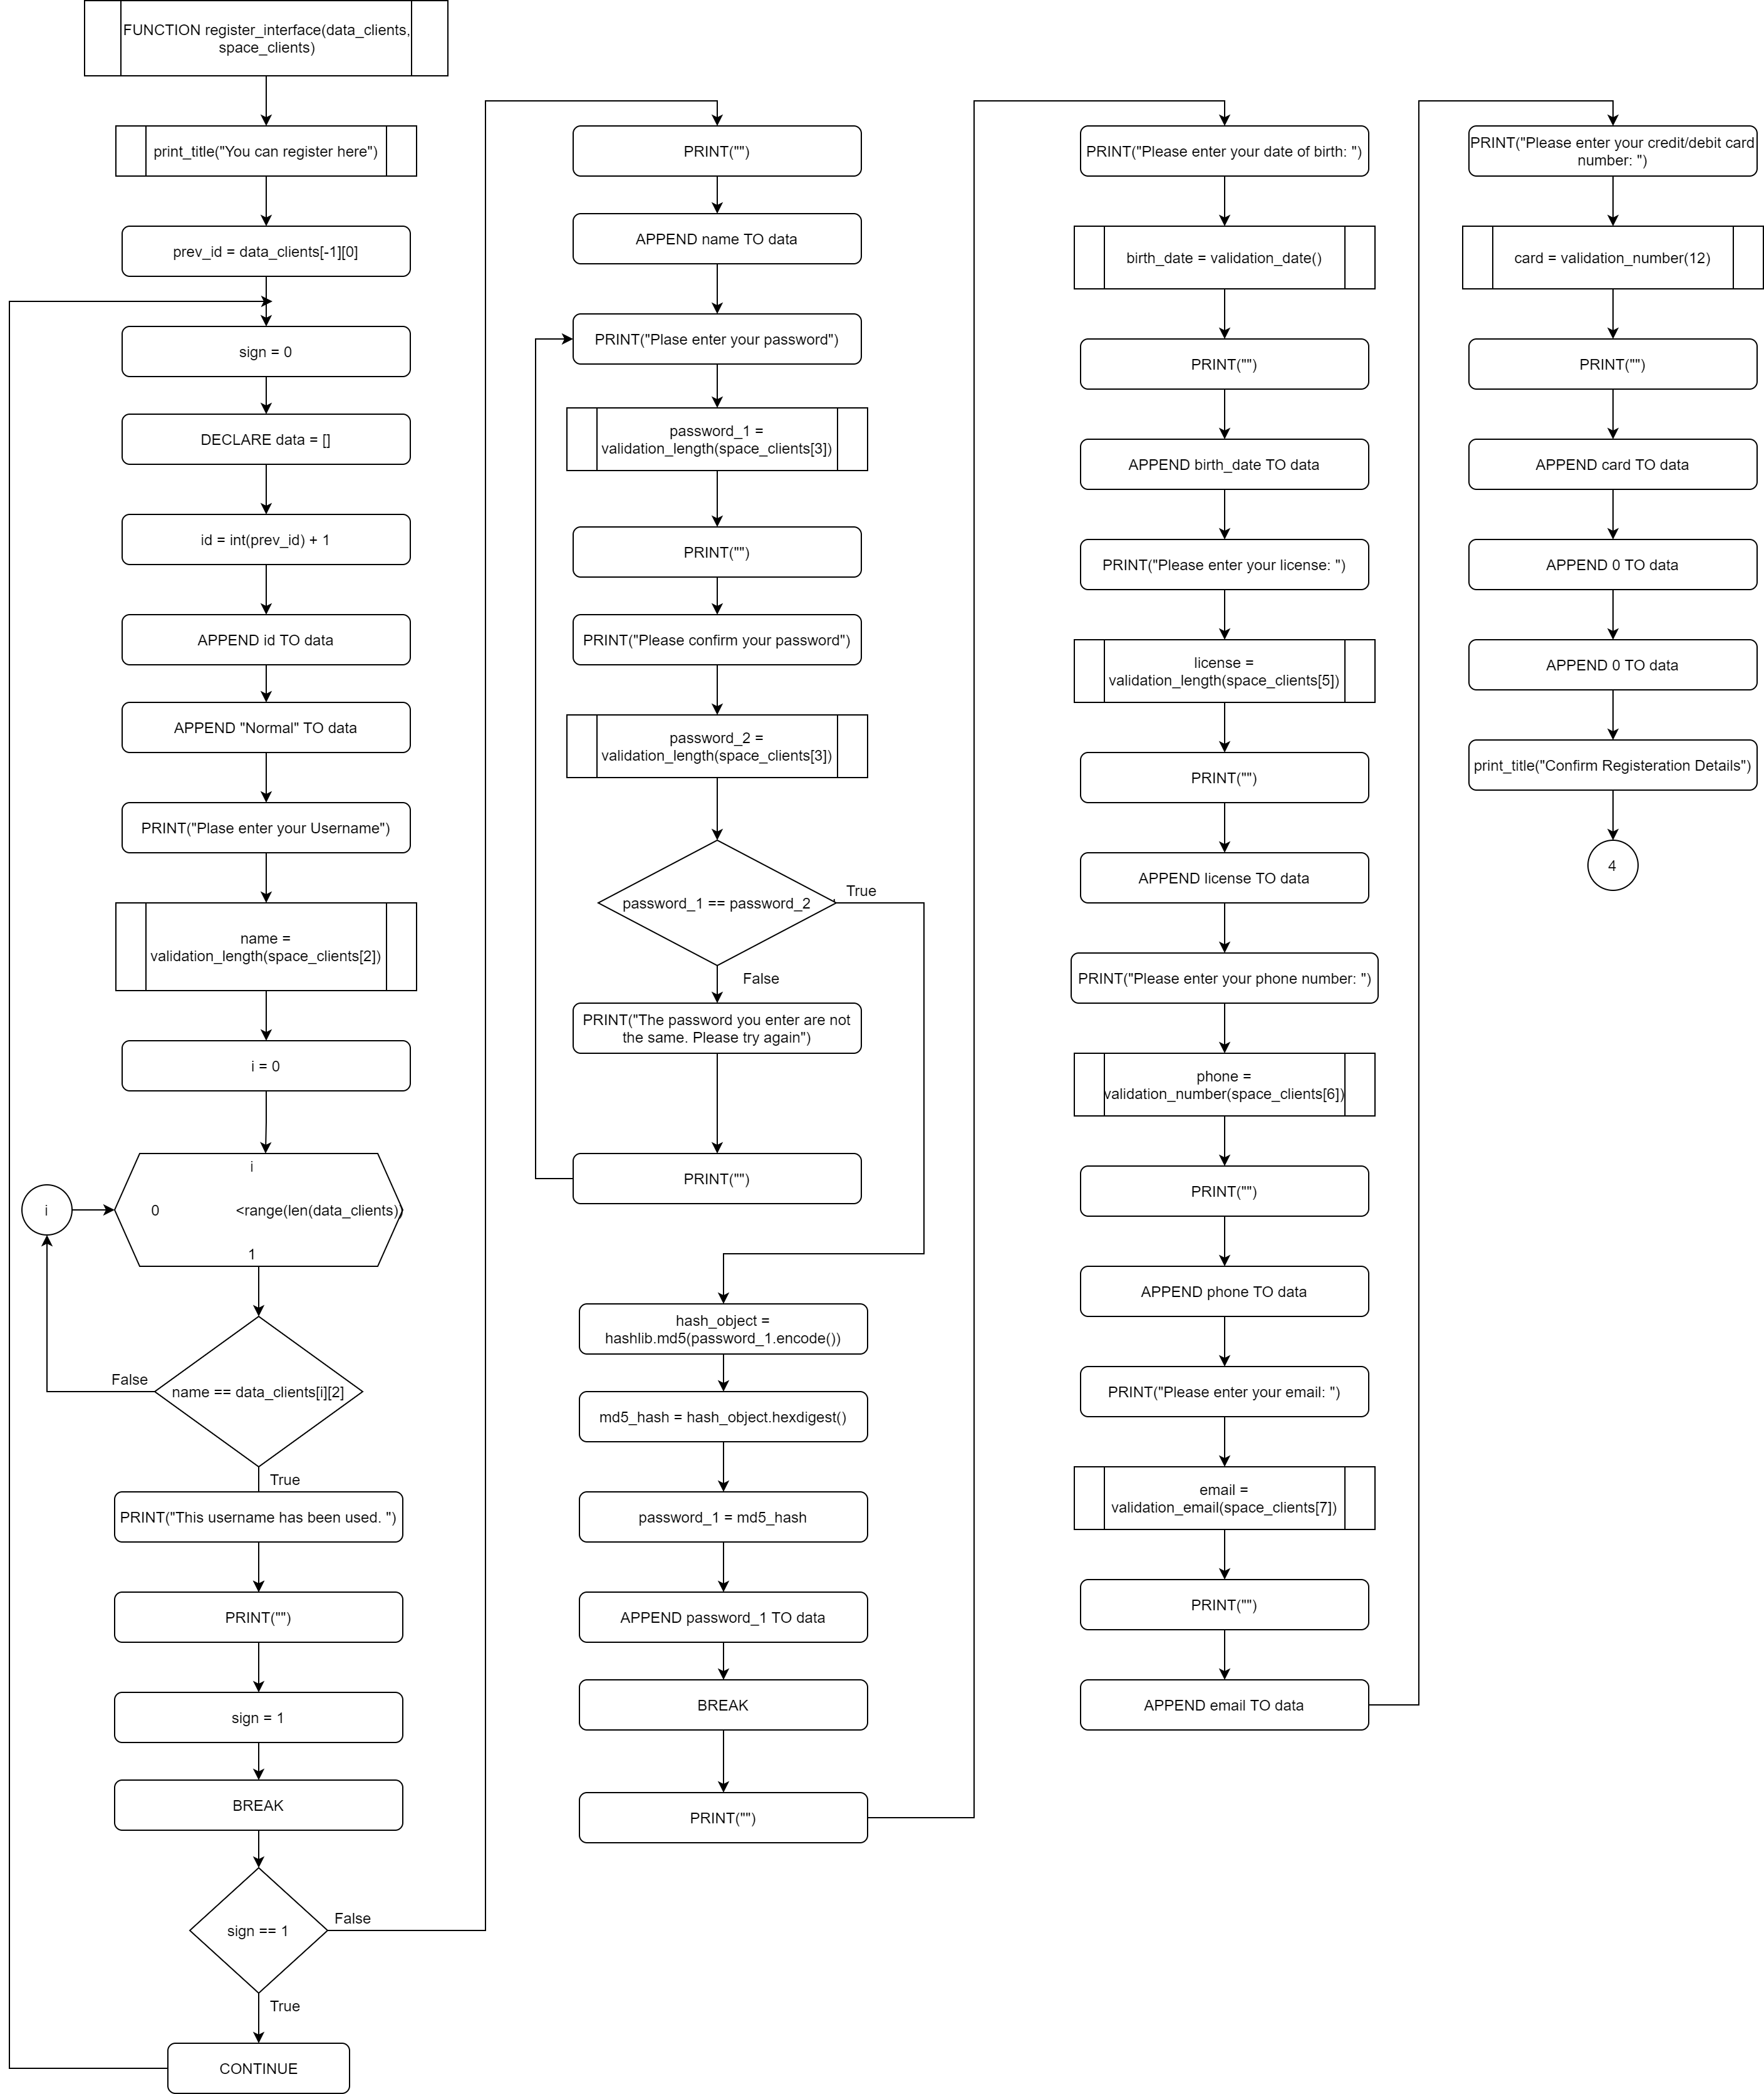 FUNCTION register_interface(data_clients,
space_clients)
print_title("You can register here")
prev_id = data_clients[-1][0]
sign = 0
DECLARE data = []
id = int(prev_id) + 1
APPEND id TO data
APPEND "Normal" TO data
PRINT("Plase enter your Username")
name =
validation_length(space_clients[2])
i = 0
i
i
0
<range(len(data_clients))
1
False
name == data_clients[i][2]
True
PRINT("This username has been used. ")
PRINT("")
sign = 1
BREAK
sign == 1
False
True
CONTINUE
PRINT("")
APPEND name TO data
PRINT("Plase enter your password")
password_1 =
validation_length(space_clients[3])
PRINT("")
PRINT("Please confirm your password")
password_2 =
validation_length(space_clients[3])
password_1 == password_2
True
False
PRINT("The password you enter are not
the same. Please try again")
PRINT("")
hash_object =
hashlib.md5(password_1.encode())
md5_hash = hash_object.hexdigest()
password_1 = md5_hash
APPEND password_1 TO data
BREAK
PRINT("")
PRINT("Please enter your date of birth: ")
birth_date = validation_date()
PRINT("")
APPEND birth_date TO data
PRINT("Please enter your license: ")
license =
validation_length(space_clients[5])
PRINT("")
APPEND license TO data
PRINT("Please enter your phone number: ")
phone =
validation_number(space_clients[6])
PRINT("")
APPEND phone TO data
PRINT("Please enter your email: ")
email =
validation_email(space_clients[7])
PRINT("")
APPEND email TO data
PRINT("Please enter your credit/debit card
number: ")
card = validation_number(12)
PRINT("")
APPEND card TO data
APPEND 0 TO data
APPEND 0 TO data
print_title("Confirm Registeration Details")
4